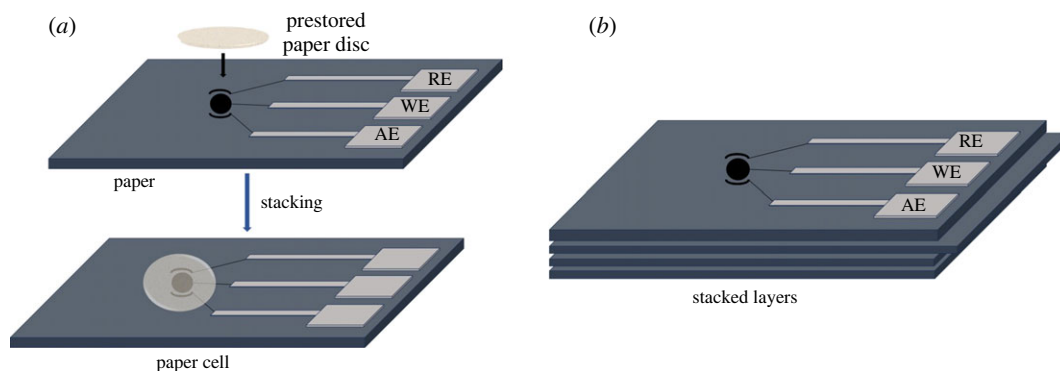 (a)
prestored
paper disc
RE
WE
AE
paper
stacking
paper cell
(b)
RE
WE
AE
stacked layers